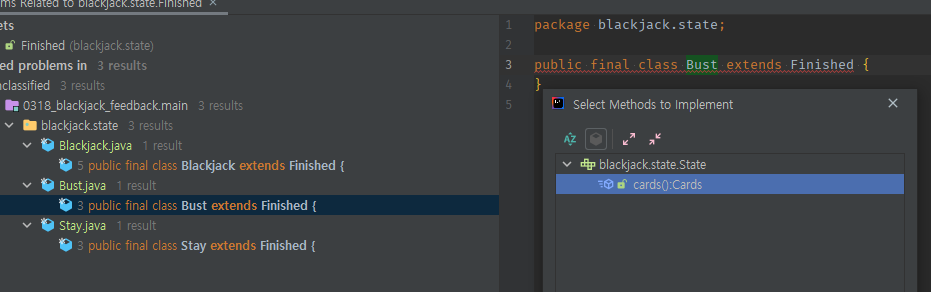 ms Related to blackjack.state.Finished ×
ets
Finished (blackjack.state)
ed problems in 3 results
nclassified 3 results
0318_blackjack_feedback.main 3 results
blackjack.state 3 results
Blackjack.java 1 result
5 public final class Blackjack extends Finished {
Bust.java 1 result
3 public final class Bust extends Finished {
Stay.java 1 result
3 public final class Stay extends Finished {
1 package blackjack.state;
2
3 public final class Bust extends Finished {
4 }
5
Select Methods to Implement
AZ
blackjack.state.State
cards():Cards